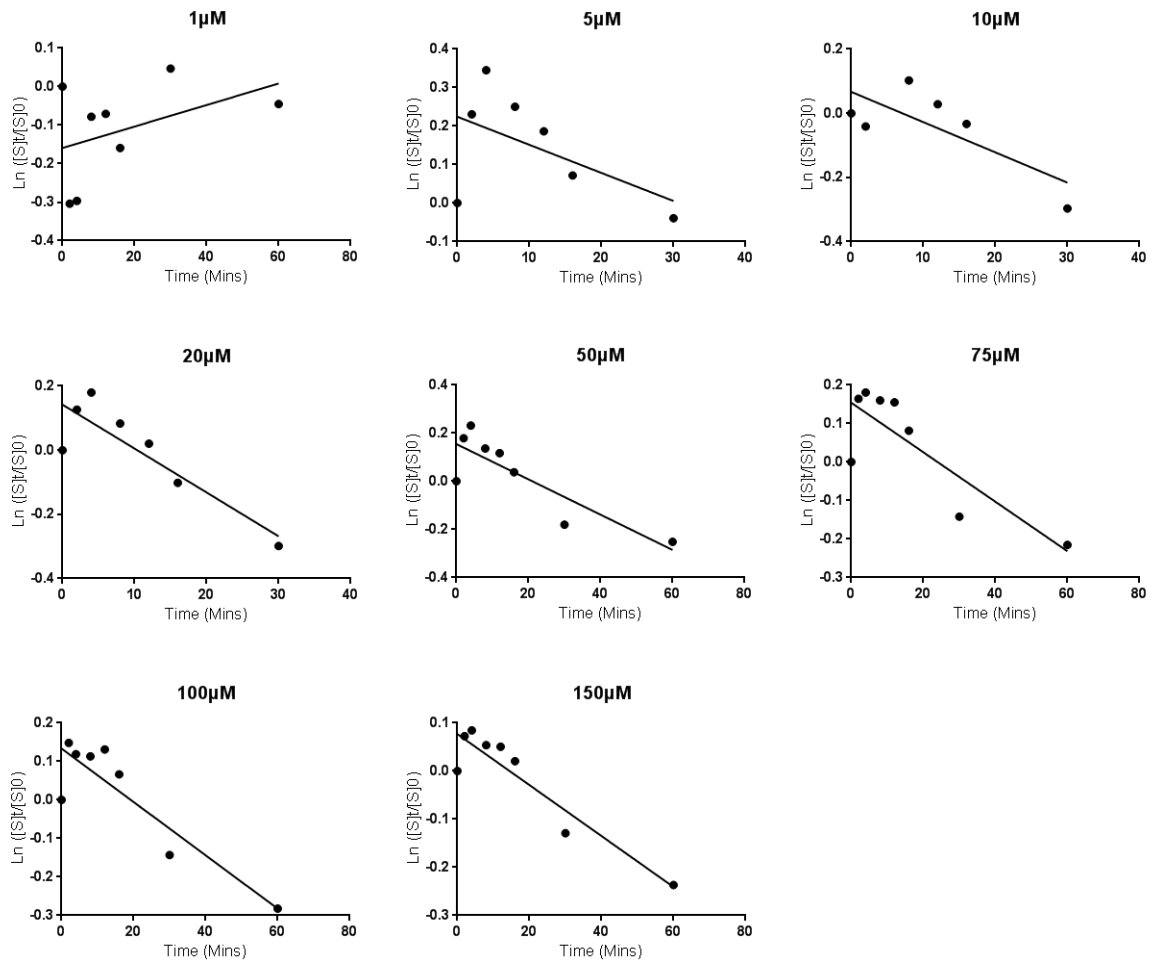 1µM
Ln ([S]t/[S]0)
0.1
0.0
-0.1
-0.2
-0.3
-0.4
0 20 40 60 80
Time (Mins)
5µM
Ln ([S]t/[S]0)
0.4
0.3
0.2
0.1
0.0
-0.1
0 10 20 30 40
Time (Mins)
10µM
Ln ([S]t/[S]0)
0.2
0.0
-0.2
-0.4
0 10 20 30 40
Time (Mins)
20µM
Ln ([S]t/[S]0)
0.2
0.0
-0.2
-0.4
0 10 20 30 40
Time (Mins)
50µM
Ln ([S]t/[S]0)
0.4
0.2
0.0
-0.2
-0.4
0 20 40 60 80
Time (Mins)
75µM
Ln ([S]t/[S]0)
0.2
0.1
0.0
-0.1
-0.2
-0.3
0 20 40 60 80
Time (Mins)
100µM
Ln ([S]t/[S]0)
0.2
0.1
0.0
-0.1
-0.2
-0.3
0 20 40 60 80
Time (Mins)
150µM
Ln ([S]t/[S]0)
0.1
0.0
-0.1
-0.2
-0.3
0 20 40 60 80
Time (Mins)